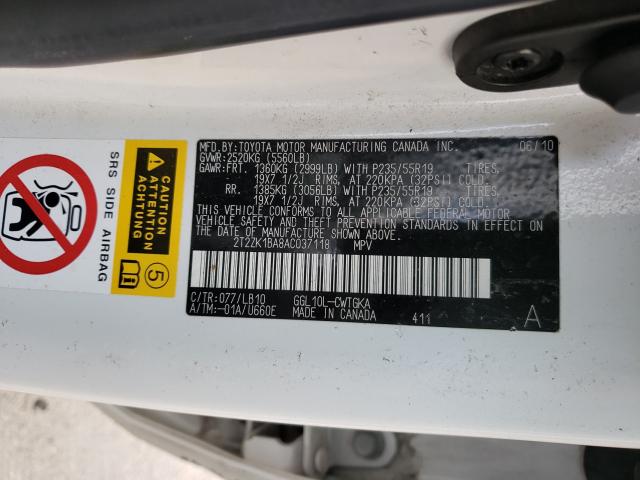 MFD.BY:TOYOTA MOTOR MANUFACTURING CANADA INC. 06/10
GVWR:2520KG (5560LB)
GAWR:FRT. 1360KG (2999LB) WITH P235/55R19 TIRES,
19X7 1/2J RIMS, AT 220KPA (32PSI) COLD.
RR. 1385KG (3056LB) WITH P235/55R19 TIRES,
19X7 1/2J RIMS, AT 220KPA (32PSI) COLD.
THIS VEHICLE CONFORMS TO ALL APPLICABLE FEDERAL MOTOR
VEHICLE SAFETY AND THEFT PREVENTION STANDARDS IN EFFECT ON
THE DATE OF MANUFACTURE SHOWN ABOVE.
2T2ZK1BA8AC037118 MPV
C/TR:077/LB10 GGL10L-CWTGKA
A/TM:-01A/U660E MADE IN CANADA 411 A
SRS SIDE AIRBAG
CAUTION
ATTENTION
ACHTUNG
5